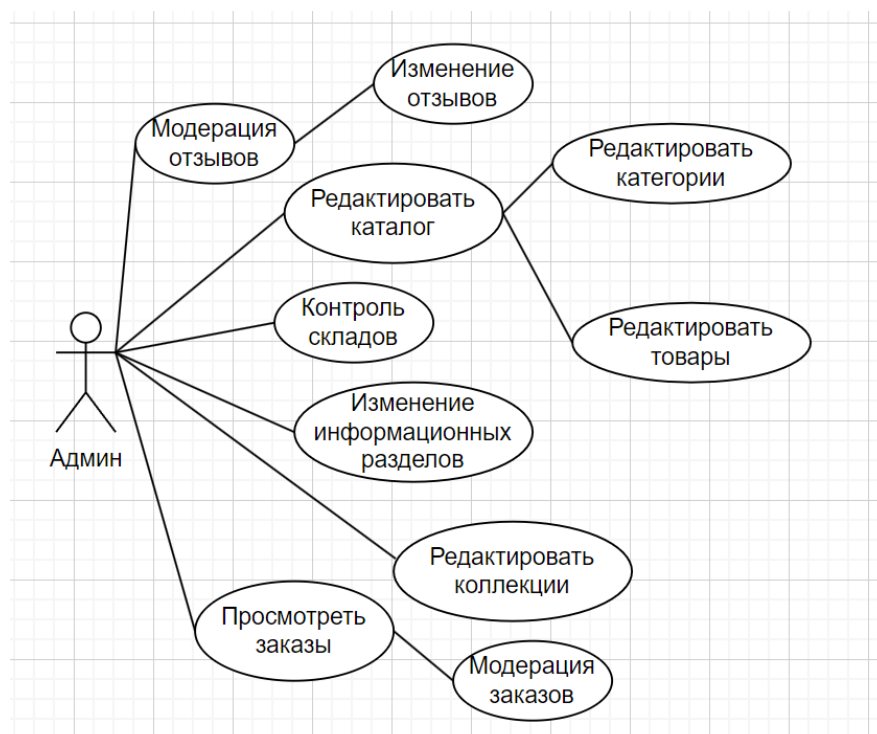 Изменение
отзывов
Модерация
отзывов
Редактировать
категории
Редактировать
каталог
Контроль
складов
Редактировать
товары
Изменение
информационных
разделов
Админ
Редактировать
коллекции
Просмотреть
заказы
Модерация
заказов